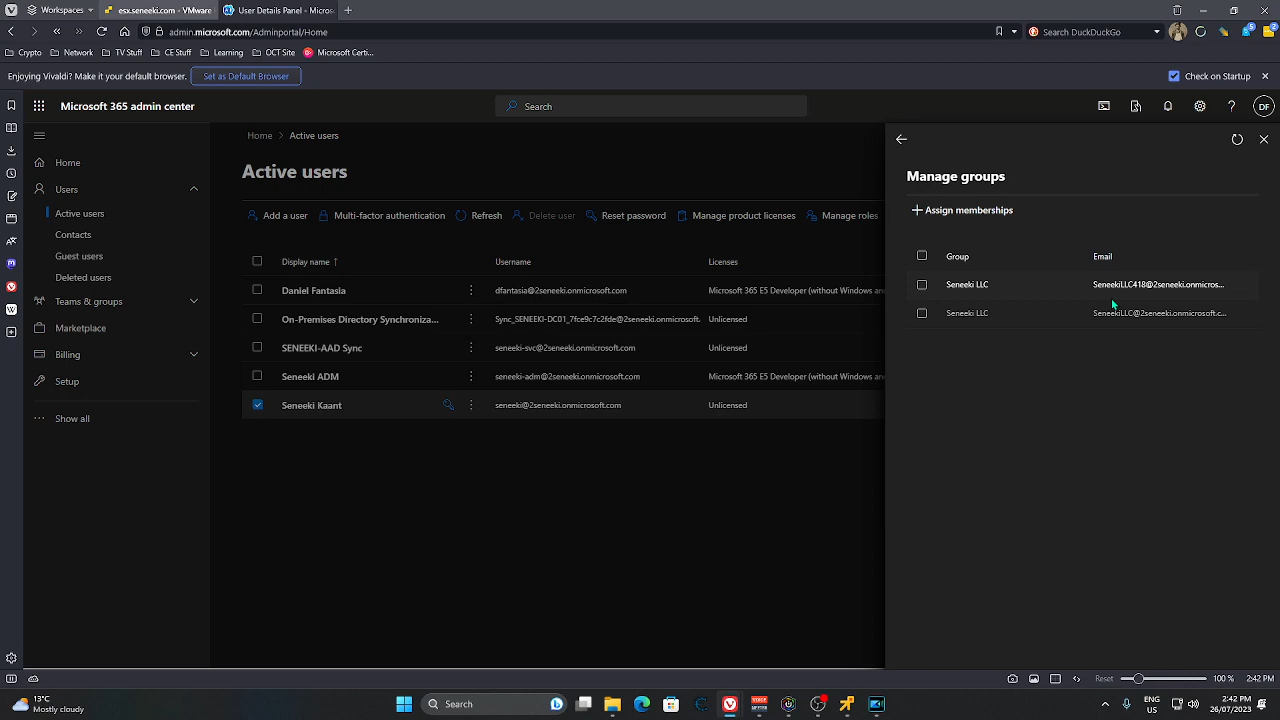 Workspaces
esx.seneeki.com - VMware
User Details Panel - Micros
admin.microsoft.com/Adminportal/Home
Search DuckDuckGo
Crypto
Network
TV Stuff
CE Stuff
Learning
OCT Site
Microsoft Certi...
Enjoying Vivaldi? Make it your default browser.
Set as Default Browser
Check on Startup
Microsoft 365 admin center
Search
DF
Home
Users
Active users
Contacts
Guest users
Deleted users
Teams & groups
Marketplace
Billing
Setup
Show all
Home > Active users
Active users
Add a user
Multi-factor authentication
Refresh
Delete user
Reset password
Manage product licenses
Manage roles
Display name ↑
Username
Licenses
Daniel Fantasia
dfantasia@2seneeki.onmicrosoft.com
Microsoft 365 E5 Developer (without Windows an
On-Premises Directory Synchroniza...
Sync_SENEEKI-DC01_7fce9c7c2fde@2seneeki.onmicrosoft.
Unlicensed
SENEEKI-AAD Sync
seneeki-svc@2seneeki.onmicrosoft.com
Unlicensed
Seneeki ADM
seneeki-adm@2seneeki.onmicrosoft.com
Microsoft 365 E5 Developer (without Windows an
Seneeki Kaant
seneeki@2seneeki.onmicrosoft.com
Unlicensed
Manage groups
Assign memberships
Group
Email
Seneeki LLC
SeneekiLLC418@2seneeki.onmicros...
Seneeki LLC
SeneekiLLC@2seneeki.onmicrosoft.c...
Reset
100 %
2:42 PM
13°C
Mostly cloudy
Search
ENG
US
2:42 PM
26/07/2023